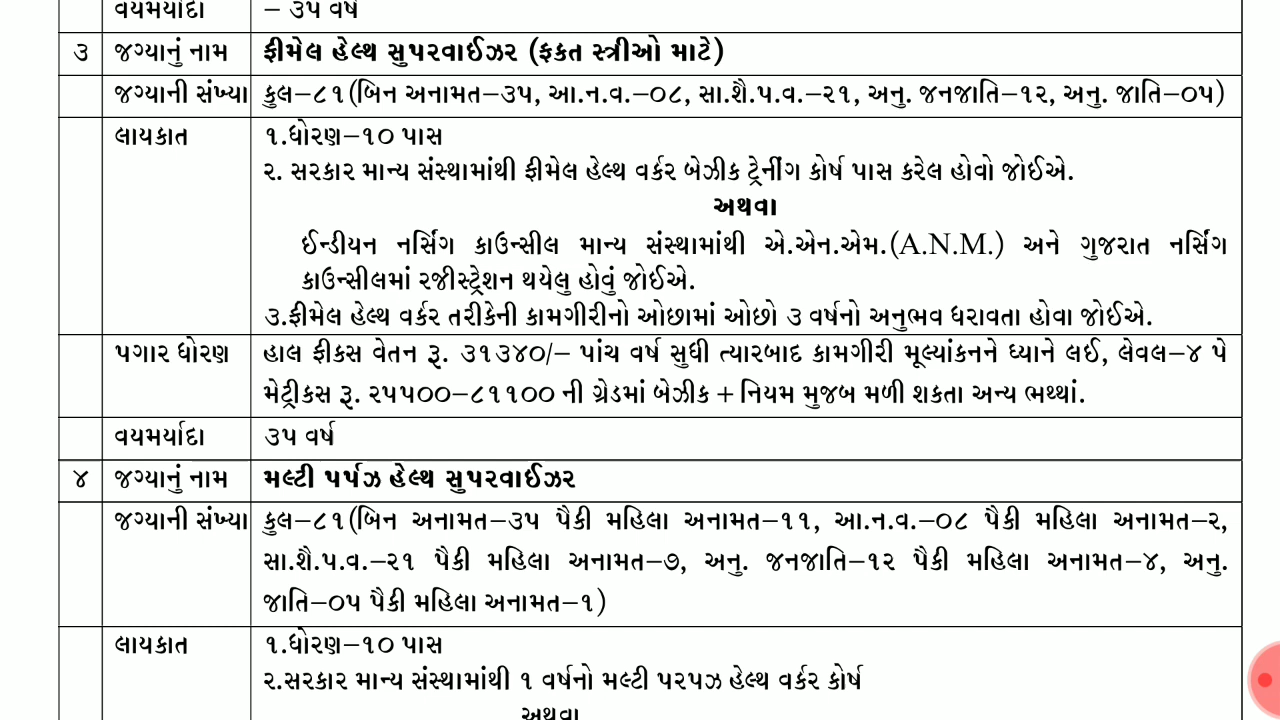 વયમર્યાદા – ૩૫ વર્ષ
૩ જગ્યાનું નામ ફીમેલ હેલ્થ સુપરવાઈઝર (ફકત સ્ત્રીઓ માટે)
જગ્યાની સંખ્યા કુલ–૮૧(બિન અનામત–૩૫, આ.ન.વ.–૦૮, સા.શૈ.પ.વ.–૨૧, અનુ. જનજાતિ–૧૨, અનુ. જાતિ–૦૫)
લાયકાત ૧.ધોરણ–૧૦ પાસ
૨. સરકાર માન્ય સંસ્થામાંથી ફીમેલ હેલ્થ વર્કર બેઝીક ટ્રેનીંગ કોર્ષ પાસ કરેલ હોવો જોઈએ.
અથવા
ઈન્ડીયન નર્સિંગ કાઉન્સીલ માન્ય સંસ્થામાંથી એ.એન.એમ.(A.N.M.) અને ગુજરાત નર્સિંગ
કાઉન્સીલમાં રજીસ્ટ્રેશન થયેલુ હોવું જોઈએ.
૩.ફીમેલ હેલ્થ વર્કર તરીકેની કામગીરીનો ઓછામાં ઓછો ૩ વર્ષનો અનુભવ ધરાવતા હોવા જોઈએ.
પગાર ધોરણ હાલ ફીકસ વેતન રૂ. ૩૧૩૪૦/– પાંચ વર્ષ સુધી ત્યારબાદ કામગીરી મૂલ્યાંકનને ધ્યાને લઈ, લેવલ–૪ પે
મેટ્રીકસ રૂ. ૨૫૫૦૦–૮૧૧૦૦ ની ગ્રેડમાં બેઝીક + નિયમ મુજબ મળી શકતા અન્ય ભથ્થાં.
વયમર્યાદા ૩૫ વર્ષ
૪ જગ્યાનું નામ મલ્ટી પર્પઝ હેલ્થ સુપરવાઈઝર
જગ્યાની સંખ્યા કુલ–૮૧(બિન અનામત–૩૫ પૈકી મહિલા અનામત–૧૧, આ.ન.વ.–૦૮ પૈકી મહિલા અનામત–૨,
સા.શૈ.પ.વ.–૨૧ પૈકી મહિલા અનામત–૭, અનુ. જનજાતિ–૧૨ પૈકી મહિલા અનામત–૪, અનુ.
જાતિ–૦૫ પૈકી મહિલા અનામત–૧)
લાયકાત ૧.ધોરણ–૧૦ પાસ
૨.સરકાર માન્ય સંસ્થામાંથી ૧ વર્ષનો મલ્ટી પરપઝ હેલ્થ વર્કર કોર્ષ
અથવા